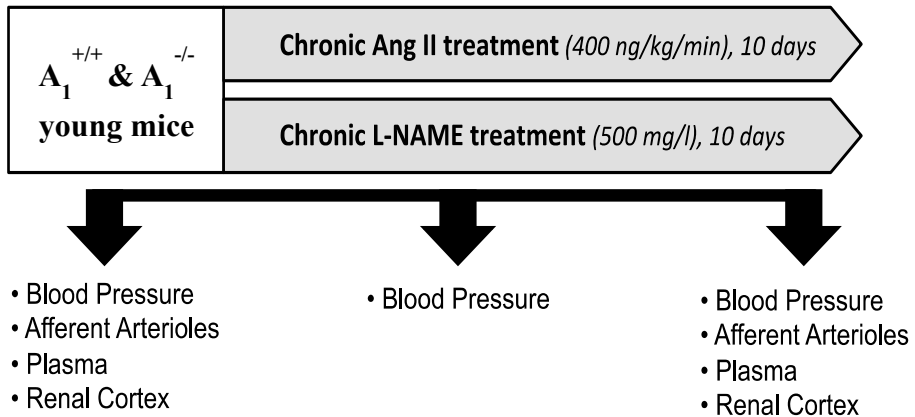 A₁⁺/⁺ & A₁⁻/⁻
young mice
Chronic Ang II treatment (400 ng/kg/min), 10 days
Chronic L-NAME treatment (500 mg/l), 10 days
• Blood Pressure
• Afferent Arterioles
• Plasma
• Renal Cortex
• Blood Pressure
• Blood Pressure
• Afferent Arterioles
• Plasma
• Renal Cortex